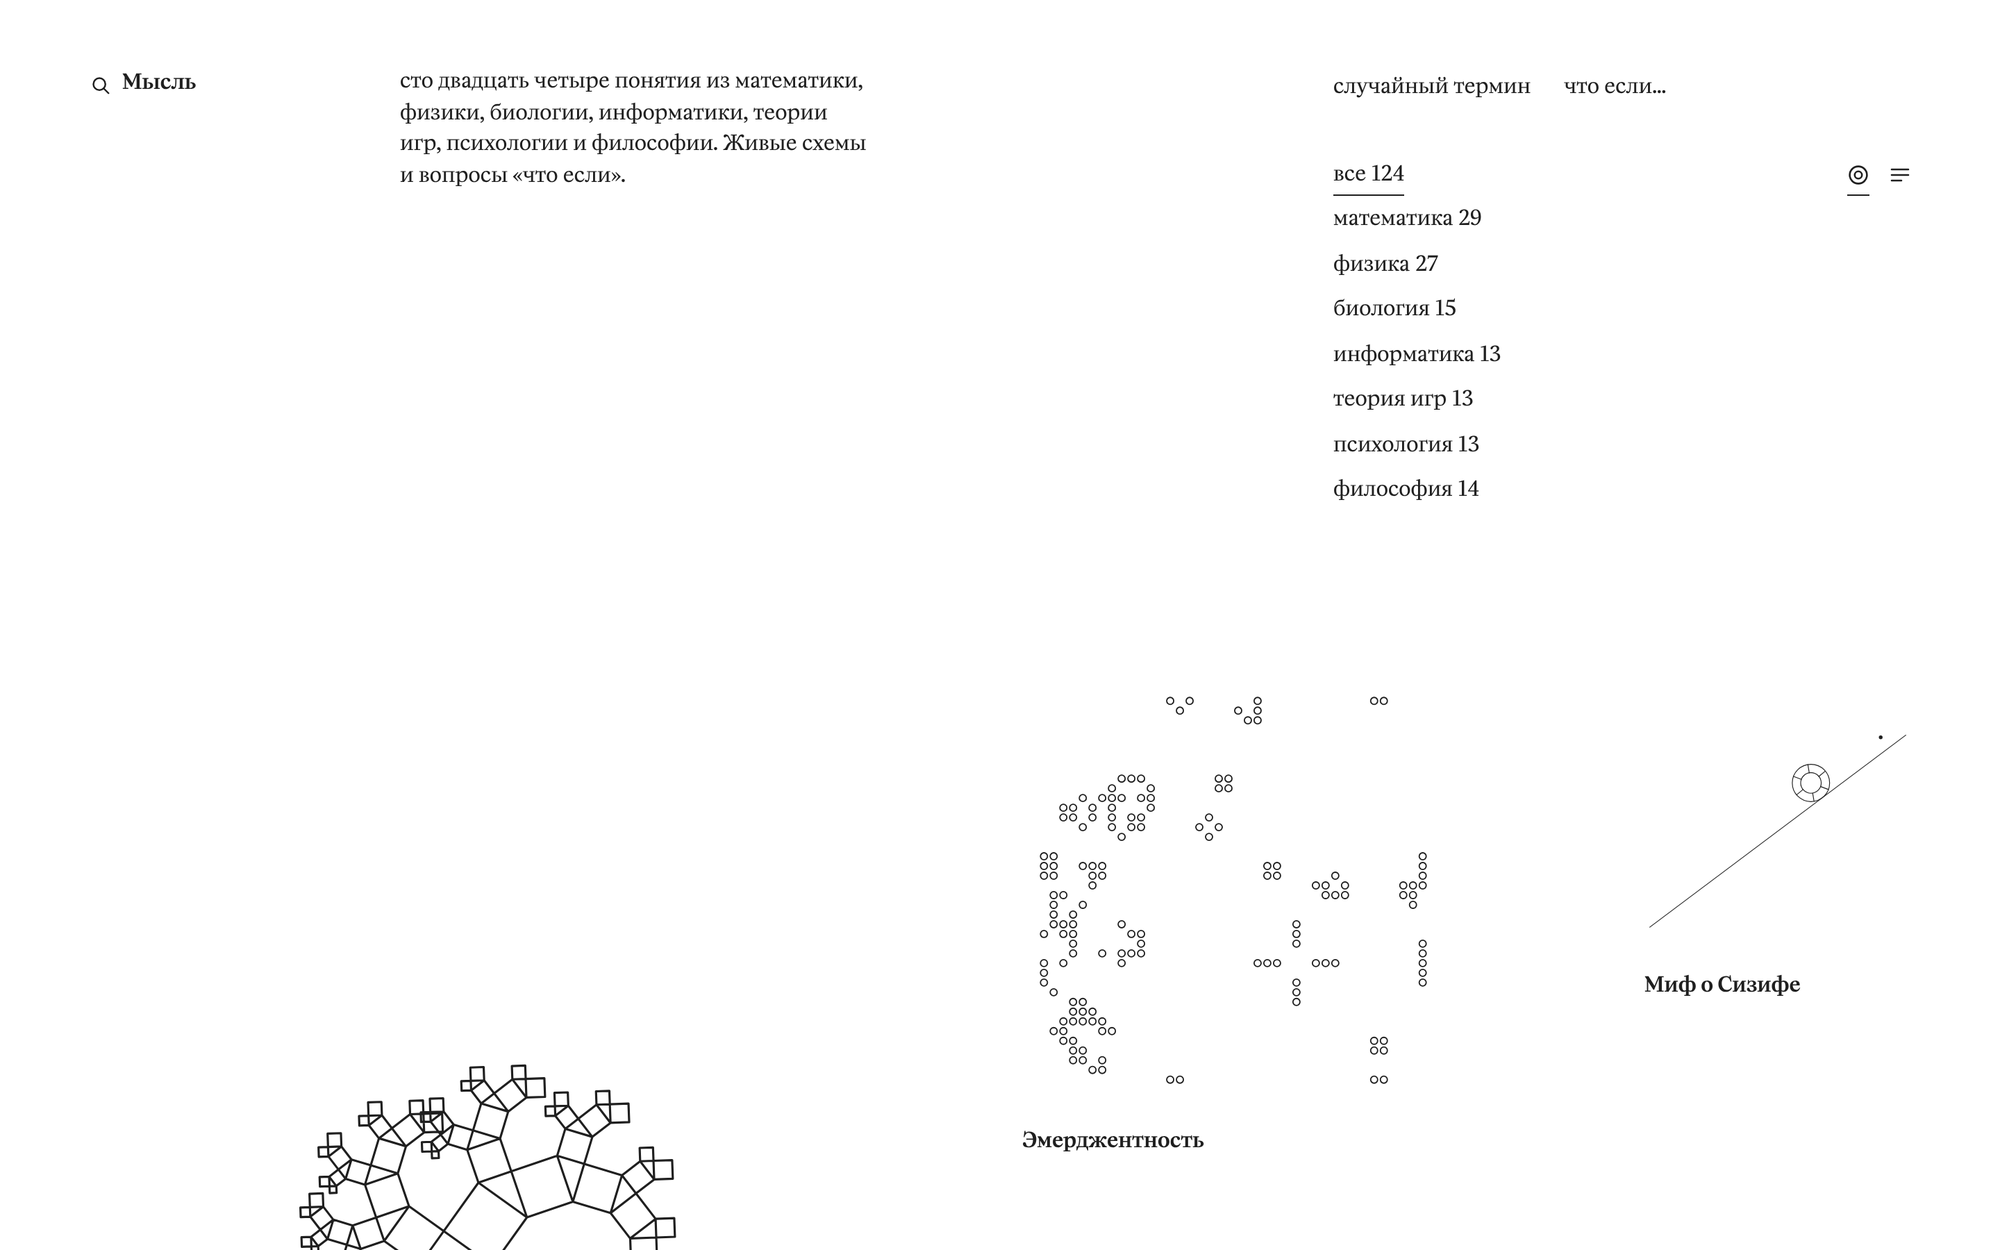 Мысль
сто двадцать четыре понятия из математики,
физики, биологии, информатики, теории
игр, психологии и философии. Живые схемы
и вопросы «что если».
случайный термин
что если...
все 124
математика 29
физика 27
биология 15
информатика 13
теория игр 13
психология 13
философия 14
Миф о Сизифе
Эмерджентность